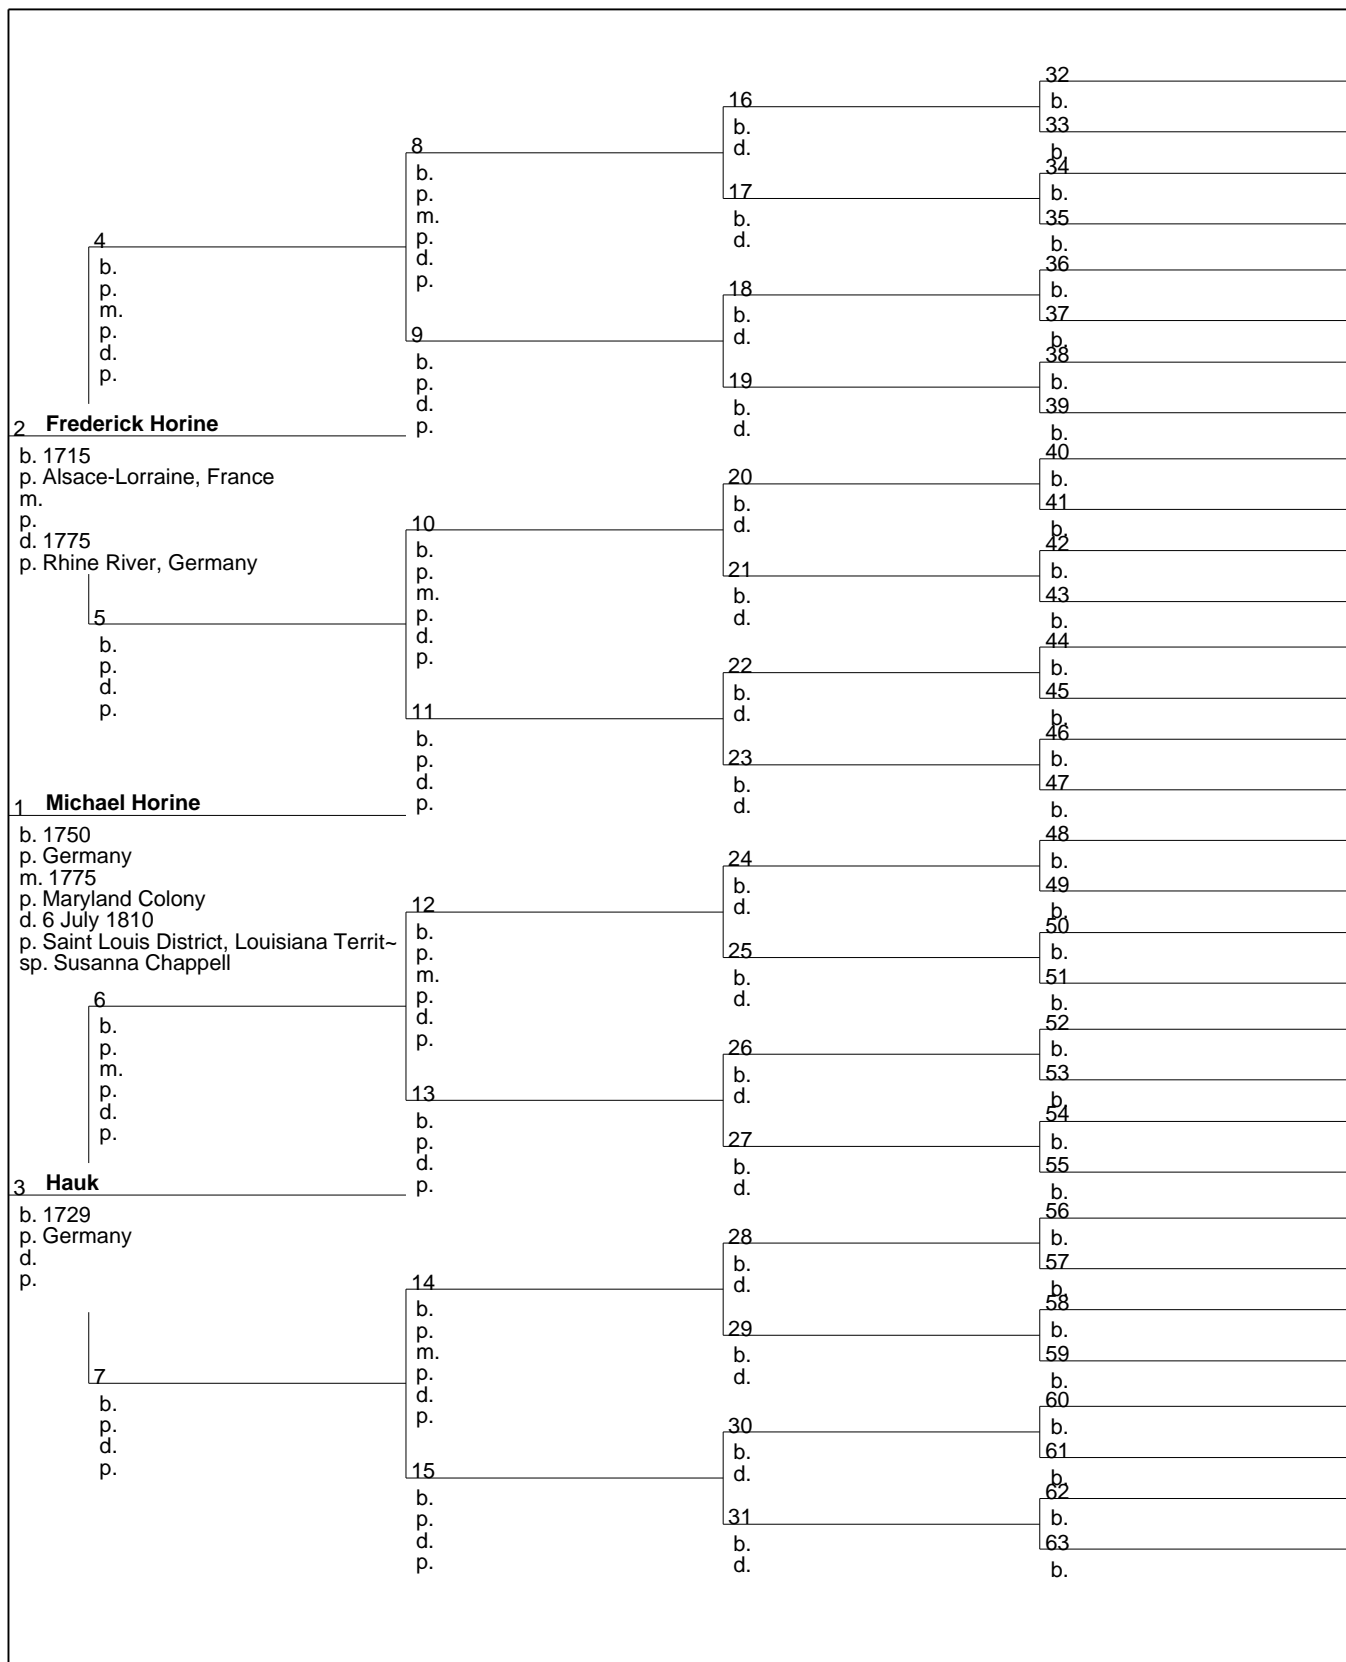 4
b.
p.
m.
p.
d.
p.
2 Frederick Horine
b. 1715
p. Alsace-Lorraine, France
m.
p.
d. 1775
p. Rhine River, Germany
5
b.
p.
d.
p.
1 Michael Horine
b. 1750
p. Germany
m. 1775
p. Maryland Colony
d. 6 July 1810
p. Saint Louis District, Louisiana Territ~
sp. Susanna Chappell
6
b.
p.
m.
p.
d.
p.
3 Hauk
b. 1729
p. Germany
d.
p.
7
b.
p.
d.
p.
8
b.
p.
m.
p.
d.
p.
9
b.
p.
d.
p.
10
b.
p.
m.
p.
d.
p.
11
b.
p.
d.
p.
12
b.
p.
m.
p.
d.
p.
13
b.
p.
d.
p.
14
b.
p.
m.
p.
d.
p.
15
b.
p.
d.
p.
16
b.
d.
17
b.
d.
18
b.
d.
19
b.
d.
20
b.
d.
21
b.
d.
22
b.
d.
23
b.
d.
24
b.
d.
25
b.
d.
26
b.
d.
27
b.
d.
28
b.
d.
29
b.
d.
30
b.
d.
31
b.
d.
32
b.
33
b.
34
b.
35
b.
36
b.
37
b.
38
b.
39
b.
40
b.
41
b.
42
b.
43
b.
44
b.
45
b.
46
b.
47
b.
48
b.
49
b.
50
b.
51
b.
52
b.
53
b.
54
b.
55
b.
56
b.
57
b.
58
b.
59
b.
60
b.
61
b.
62
b.
63
b.